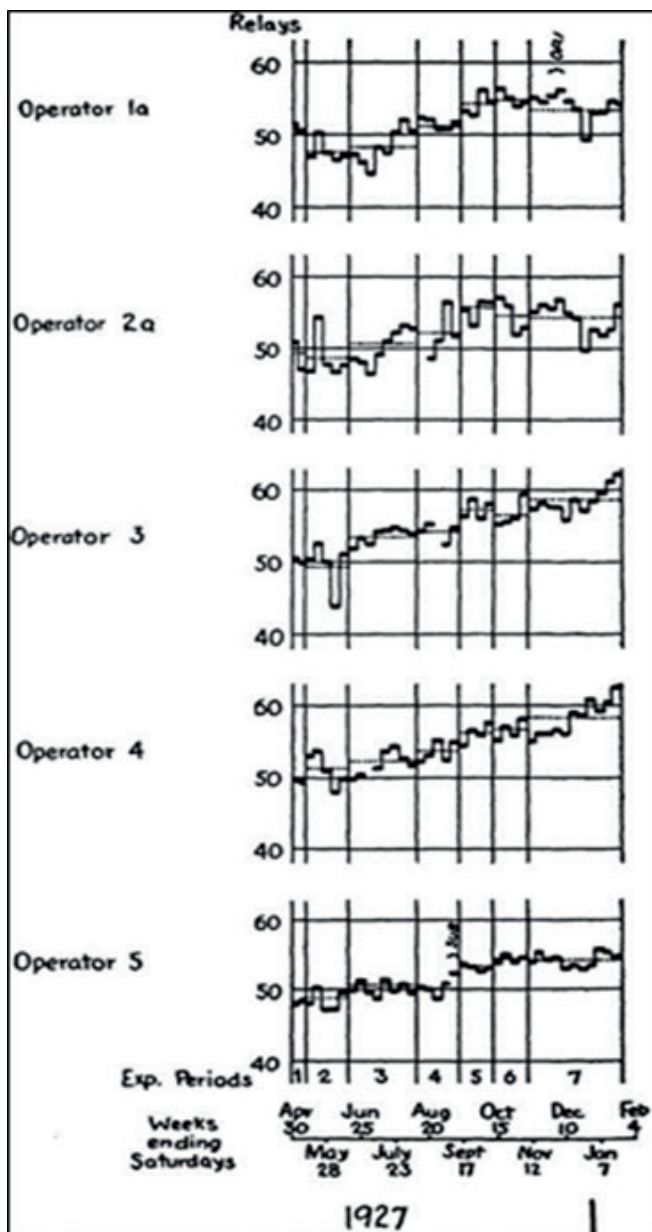 Relays
60
Operator 1a
50
40
60
Operator 2a
50
40
60
Operator 3
50
40
60
Operator 4
50
40
60
Operator 5
50
40
Exp. Periods 1 2 3 4 5 6 7
Apr Jun Aug Oct Dec Feb
30 25 20 15 10 4
Weeks
ending
Saturdays
May July Sept Nov Jan
28 23 17 12 7
1927